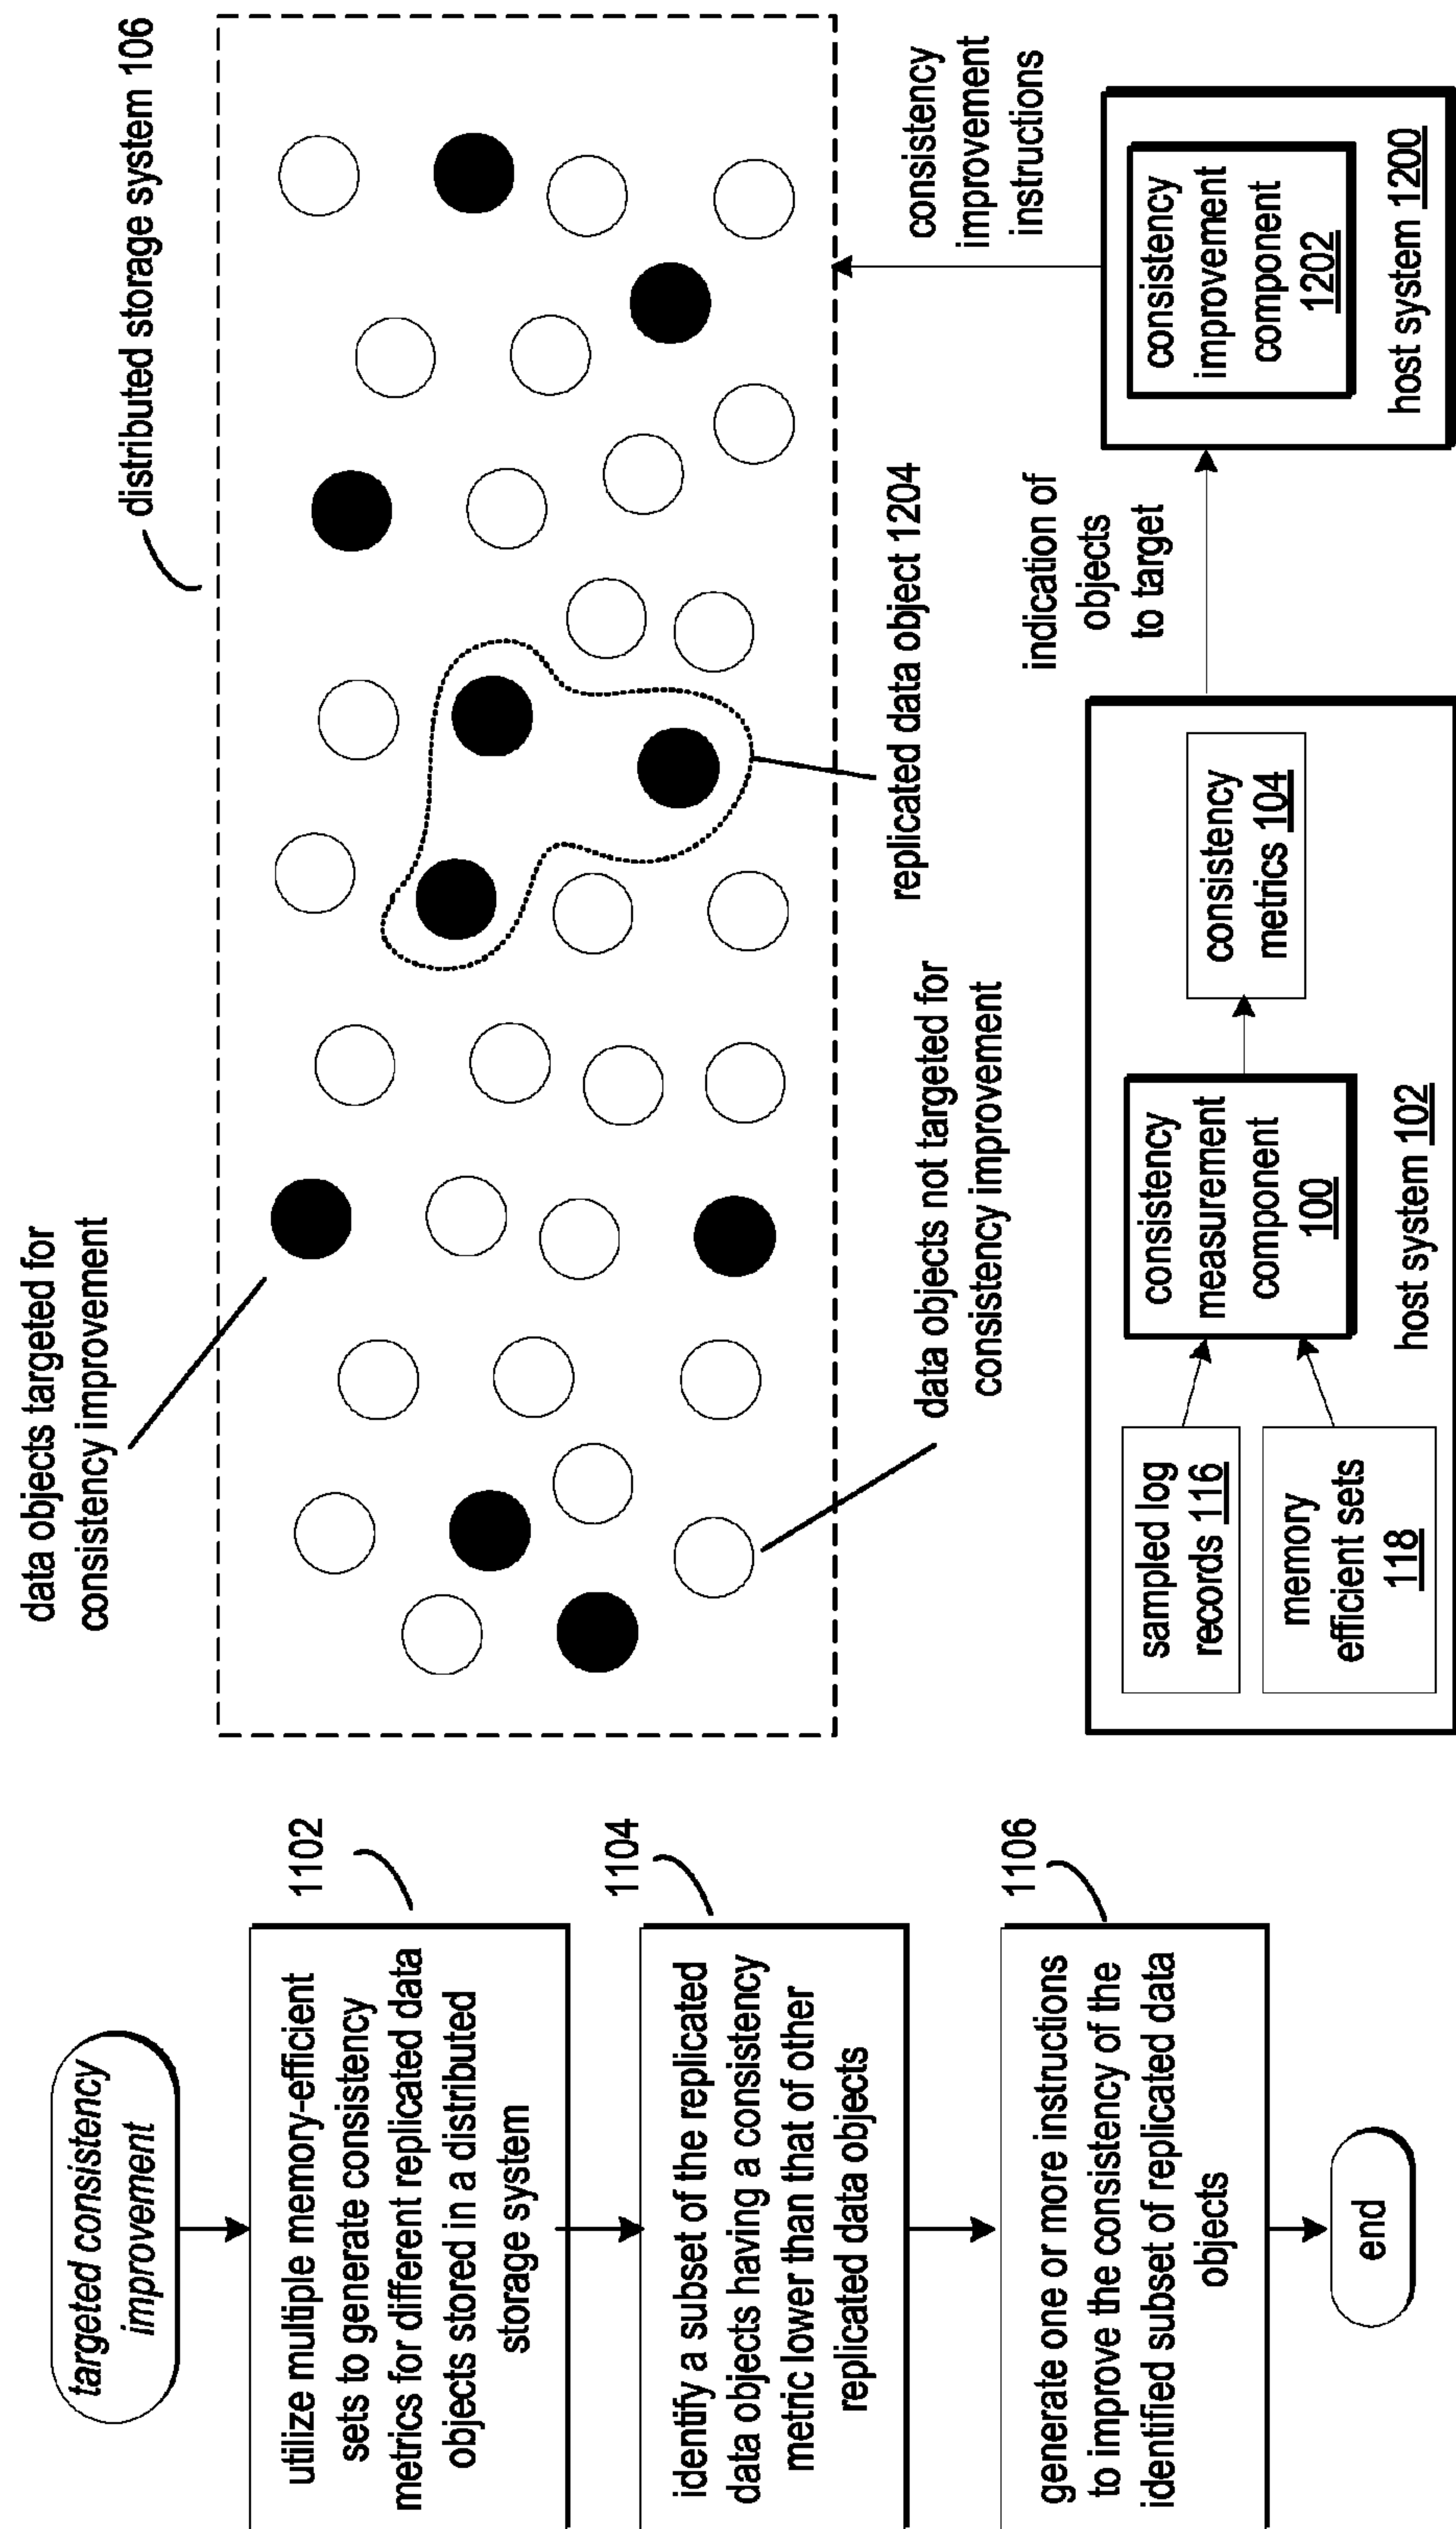 targeted consistency
improvement
1102
utilize multiple memory-efficient
sets to generate consistency
metrics for different replicated data
objects stored in a distributed
storage system
1104
identify a subset of the replicated
data objects having a consistency
metric lower than that of other
replicated data objects
1106
generate one or more instructions
to improve the consistency of the
identified subset of replicated data
objects
end
data objects targeted for
consistency improvement
distributed storage system 106
data objects not targeted for
consistency improvement
replicated data object 1204
consistency
improvement
instructions
sampled log
records 116
memory
efficient sets
118
consistency
measurement
component
100
consistency
metrics 104
host system 102
indication of
objects
to target
consistency
improvement
component
1202
host system 1200